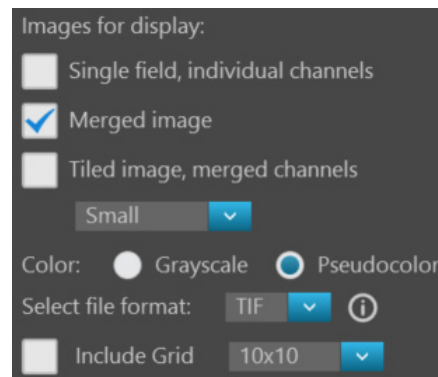 Images for display:
Single field, individual channels
Merged image
Tiled image, merged channels
Small
Color: Grayscale Pseudocolor
Select file format: TIF
Include Grid 10x10